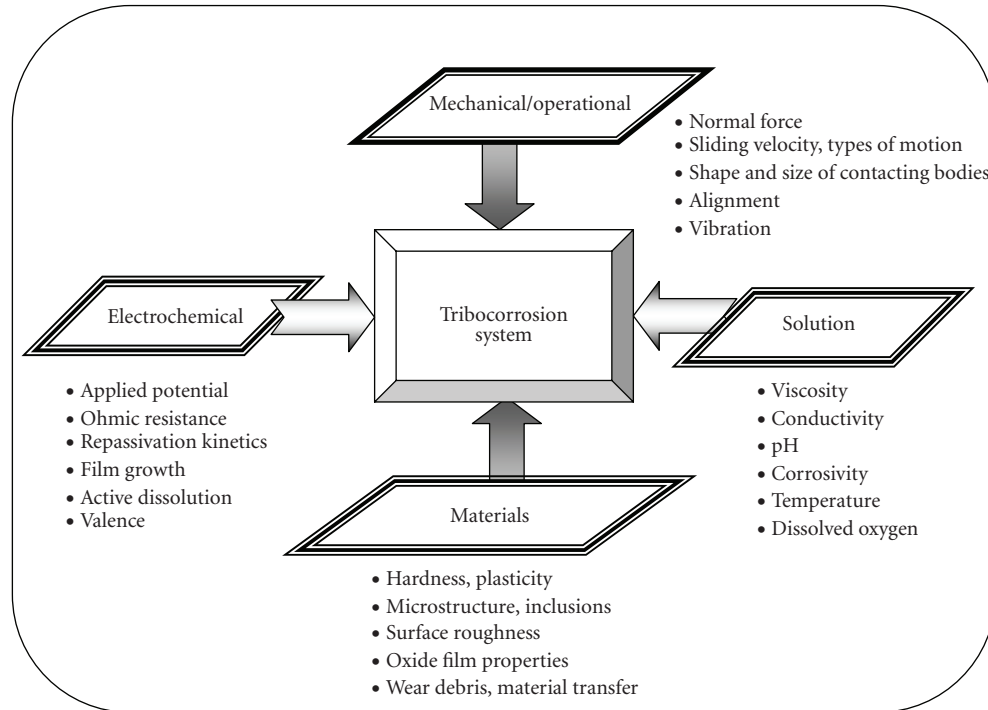 Mechanical/operational
• Normal force
• Sliding velocity, types of motion
• Shape and size of contacting bodies
• Alignment
• Vibration
Electrochemical
• Applied potential
• Ohmic resistance
• Repassivation kinetics
• Film growth
• Active dissolution
• Valence
Tribocorrosion
system
Solution
• Viscosity
• Conductivity
• pH
• Corrosivity
• Temperature
• Dissolved oxygen
Materials
• Hardness, plasticity
• Microstructure, inclusions
• Surface roughness
• Oxide film properties
• Wear debris, material transfer